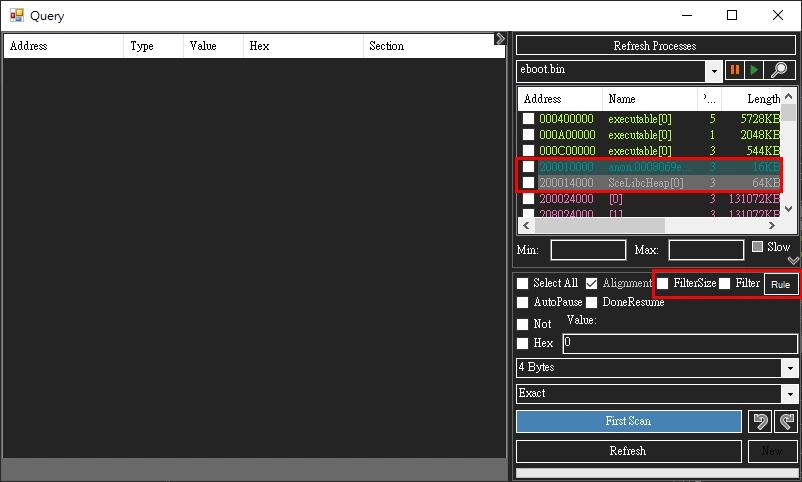 Query
Address Type Value Hex Section
Refresh Processes
eboot.bin
Address Name '... Length
000400000 executable[0] 5 5728KB
000A00000 executable[0] 1 2048KB
000C00000 executable[0] 3 544KB
200010000 anon:0008069e... 3 16KB
200014000 SceLibcHeap[0] 3 64KB
200024000 [0] 3 131072KB
208024000 [1] 3 131072KB
Min: Max: Slow
Select All Alignment FilterSize Filter Rule
AutoPause DoneResume
Not Value:
Hex 0
4 Bytes
Exact
First Scan
Refresh New